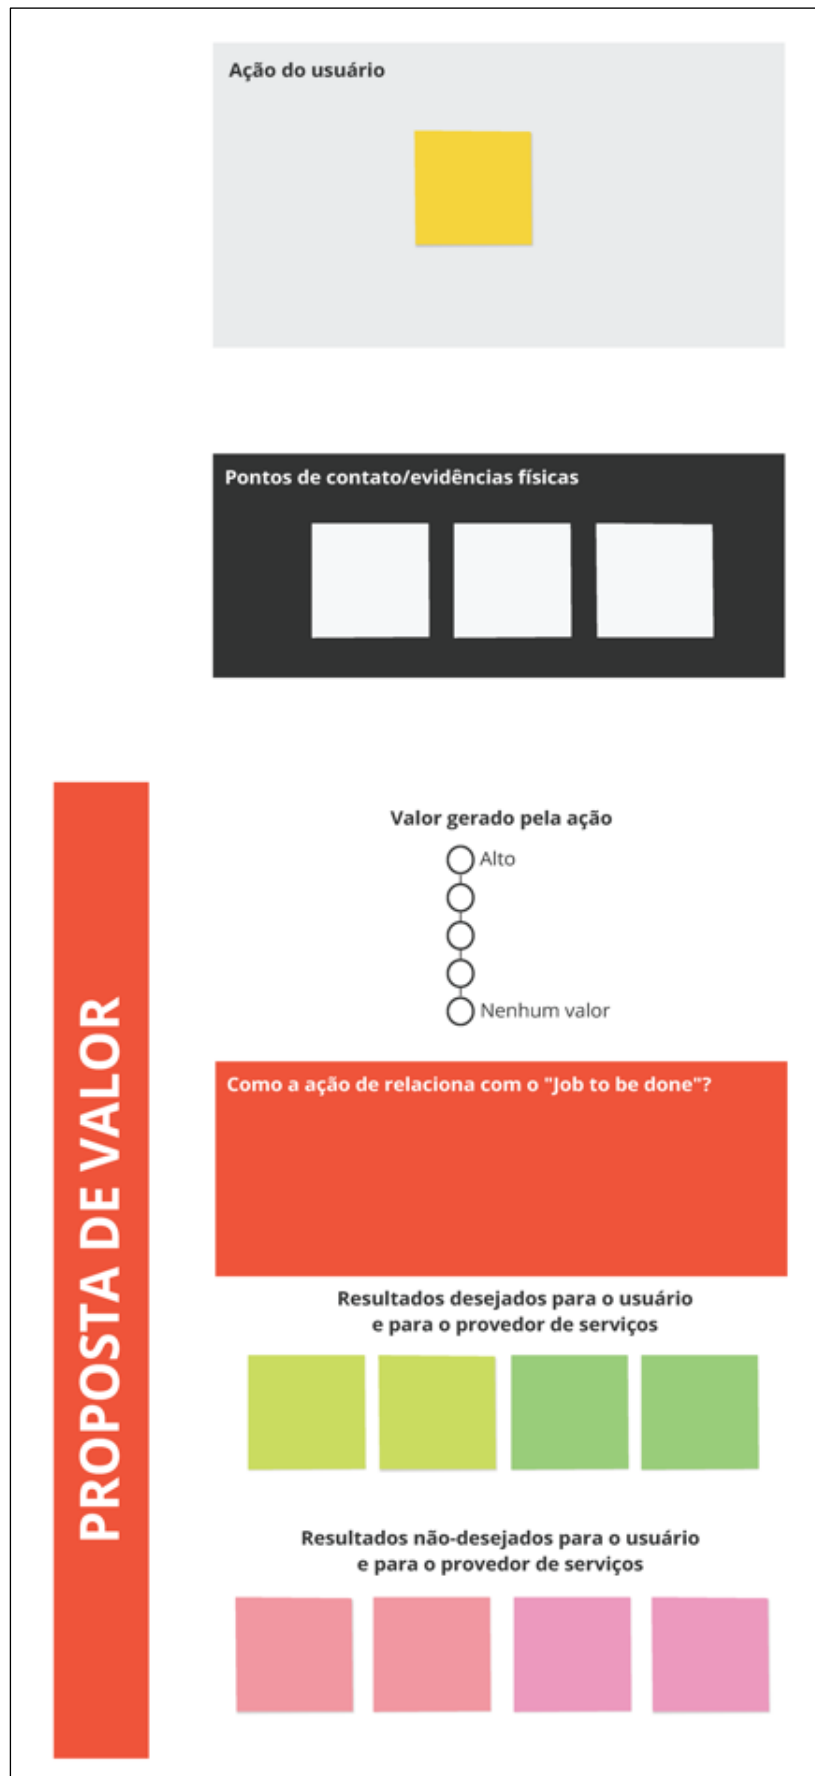 Ação do usuário
Pontos de contato/evidências físicas
PROPOSTA DE VALOR
Valor gerado pela ação
Alto
Nenhum valor
Como a ação de relaciona com o "Job to be done"?
Resultados desejados para o usuário
e para o provedor de serviços
Resultados não-desejados para o usuário
e para o provedor de serviços